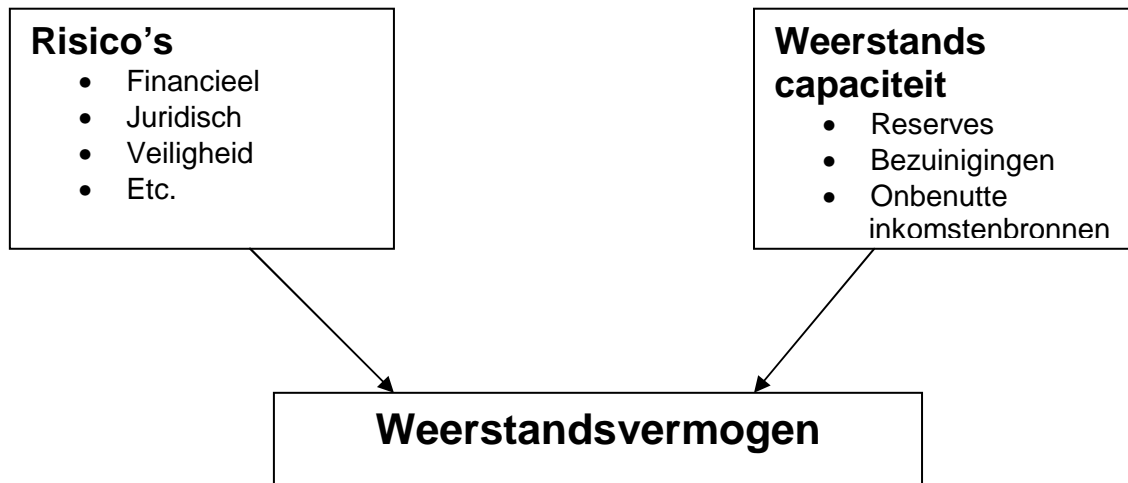 Risico’s
• Financieel
• Juridisch
• Veiligheid
• Etc.
Weerstands
capaciteit
• Reserves
• Bezuinigingen
• Onbenutte
inkomstenbronnen
Weerstandsvermogen